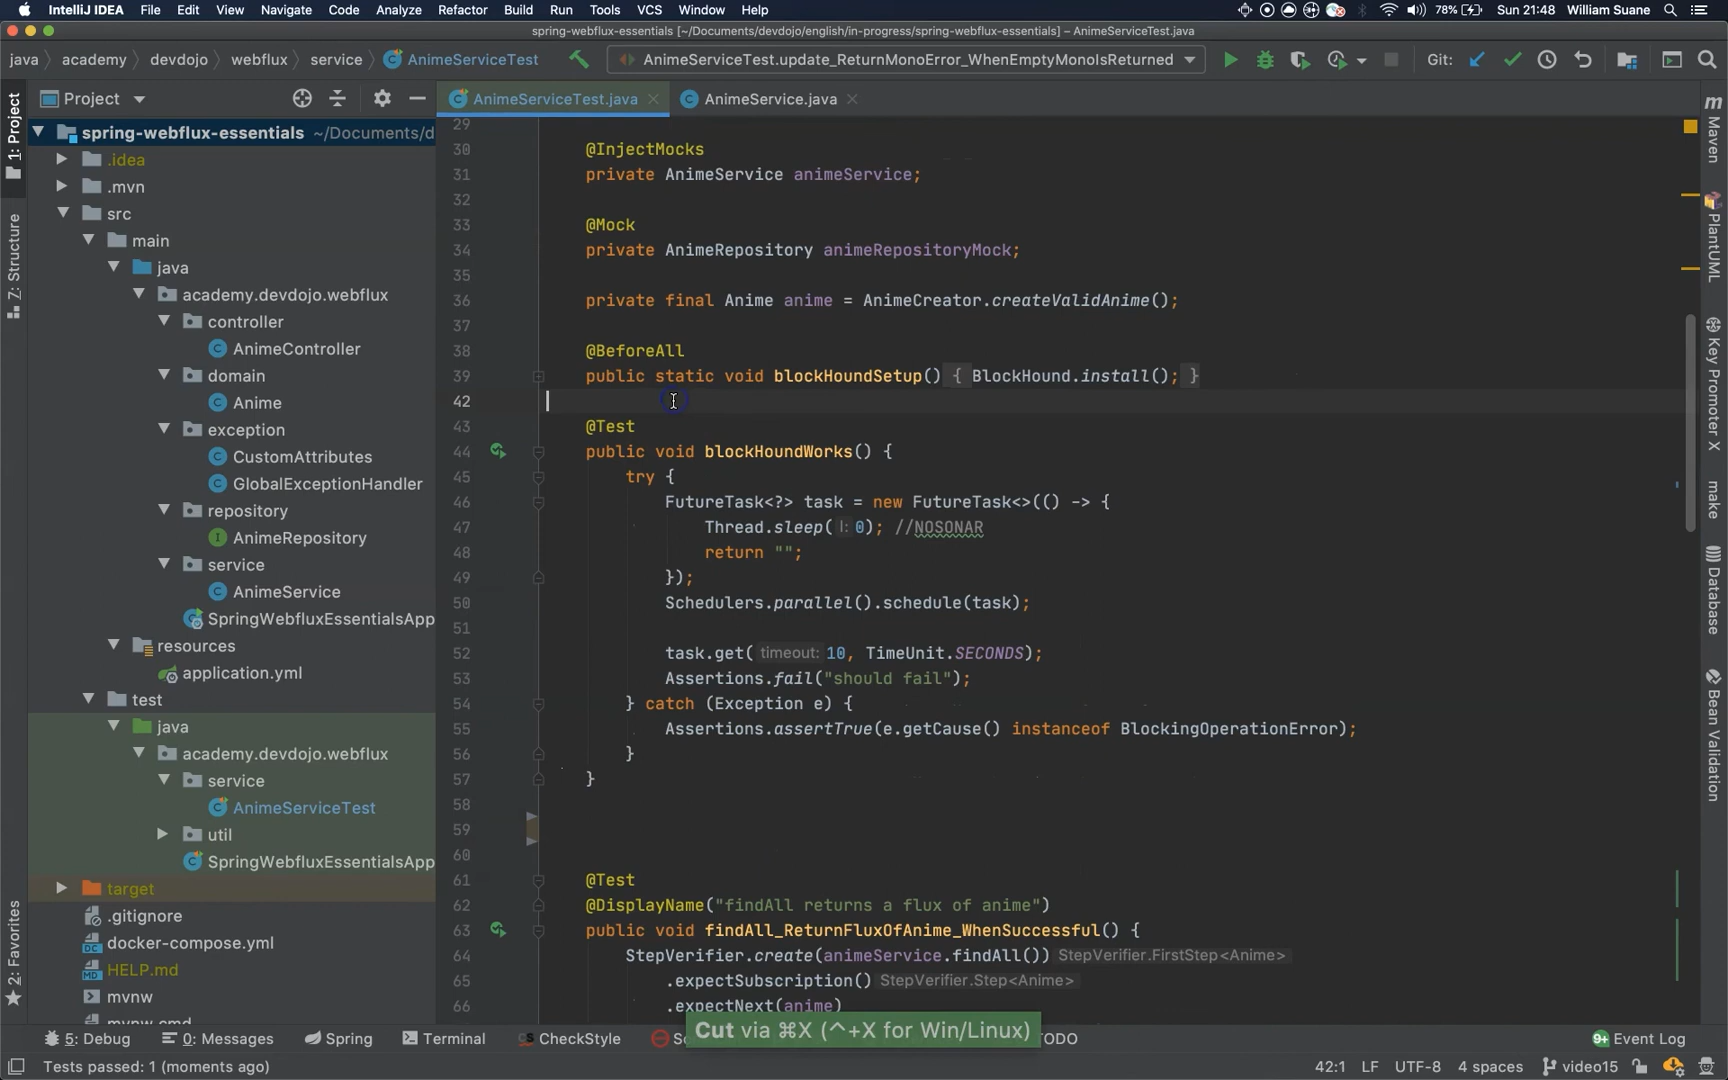 IntelliJ IDEA File Edit View Navigate Code Analyze Refactor Build Run Tools VCS Window Help 78% Sun 21:48 William Suane
spring-webflux-essentials [~/Documents/devdojo/english/in-progress/spring-webflux-essentials] – AnimeServiceTest.java
java academy devdojo webflux service AnimeServiceTest AnimeServiceTest.update_ReturnMonoError_WhenEmptyMonoIsReturned Git:
Project AnimeServiceTest.java AnimeService.java
1: Project
Z: Structure
2: Favorites
spring-webflux-essentials ~/Documents/d
.idea
.mvn
src
main
java
academy.devdojo.webflux
controller
AnimeController
domain
Anime
exception
CustomAttributes
GlobalExceptionHandler
repository
AnimeRepository
service
AnimeService
SpringWebfluxEssentialsApp
resources
application.yml
test
java
academy.devdojo.webflux
service
AnimeServiceTest
util
SpringWebfluxEssentialsApp
target
.gitignore
docker-compose.yml
HELP.md
mvnw
mvnw.cmd
29
30 @InjectMocks
31 private AnimeService animeService;
32
33 @Mock
34 private AnimeRepository animeRepositoryMock;
35
36 private final Anime anime = AnimeCreator.createValidAnime();
37
38 @BeforeAll
39 public static void blockHoundSetup() { BlockHound.install(); }
42
43 @Test
44 public void blockHoundWorks() {
45 try {
46 FutureTask<?> task = new FutureTask<>(() -> {
47 Thread.sleep( l: 0); //NOSONAR
48 return "";
49 });
50 Schedulers.parallel().schedule(task);
51
52 task.get( timeout: 10, TimeUnit.SECONDS);
53 Assertions.fail("should fail");
54 } catch (Exception e) {
55 Assertions.assertTrue(e.getCause() instanceof BlockingOperationError);
56 }
57 }
58
59
60
61 @Test
62 @DisplayName("findAll returns a flux of anime")
63 public void findAll_ReturnFluxOfAnime_WhenSuccessful() {
64 StepVerifier.create(animeService.findAll()) StepVerifier.FirstStep<Anime>
65 .expectSubscription() StepVerifier.Step<Anime>
66 .expectNext(anime)
Maven
PlantUML
Key Promoter X
make
Database
Bean Validation
Cut via ⌘X (^+X for Win/Linux)
5: Debug 0: Messages Spring Terminal CheckStyle TODO 9+ Event Log
Tests passed: 1 (moments ago) 42:1 LF UTF-8 4 spaces video15